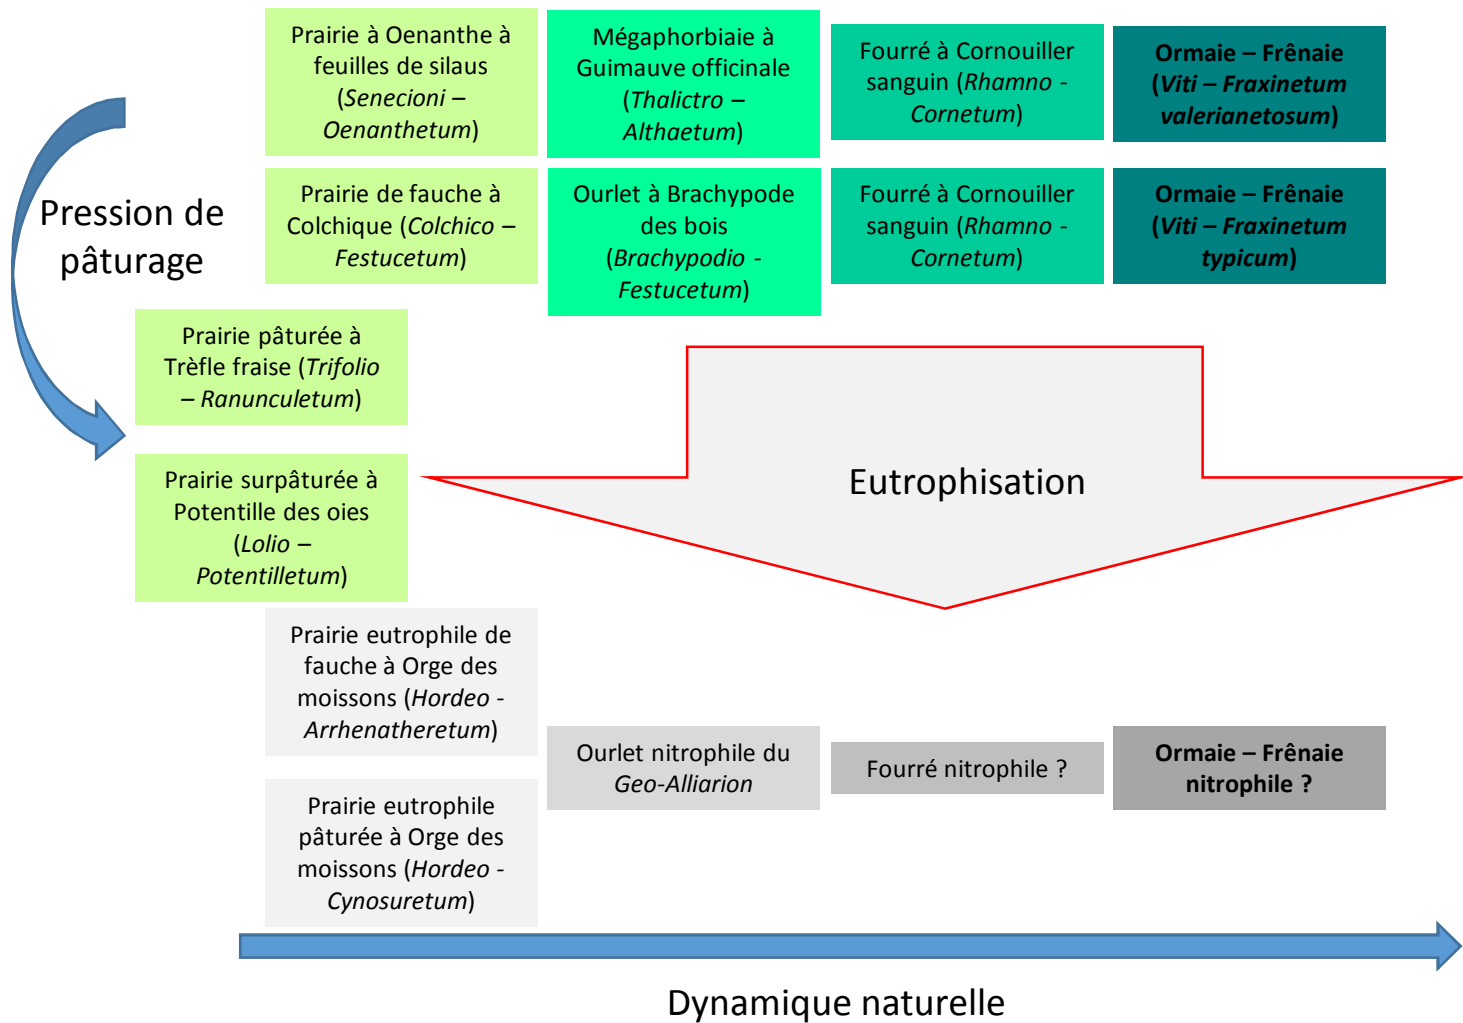 Prairie à Oenanthe à
feuilles de silaus
(Senecioni –
Oenanthetum)
Mégaphorbiaie à
Guimauve officinale
(Thalictro –
Althaetum)
Fourré à Cornouiller
sanguin (Rhamno -
Cornetum)
Ormaie – Frênaie
(Viti – Fraxinetum
valerianetosum)
Pression de
pâturage
Prairie de fauche à
Colchique (Colchico –
Festucetum)
Ourlet à Brachypode
des bois
(Brachypodio -
Festucetum)
Fourré à Cornouiller
sanguin (Rhamno -
Cornetum)
Ormaie – Frênaie
(Viti – Fraxinetum
typicum)
Prairie pâturée à
Trèfle fraise (Trifolio
– Ranunculetum)
Prairie surpâturée à
Potentille des oies
(Lolio –
Potentilletum)
Eutrophisation
Prairie eutrophile de
fauche à Orge des
moissons (Hordeo -
Arrhenatheretum)
Prairie eutrophile
pâturée à Orge des
moissons (Hordeo -
Cynosuretum)
Ourlet nitrophile du
Geo-Alliarion
Fourré nitrophile ?
Ormaie – Frênaie
nitrophile ?
Dynamique naturelle